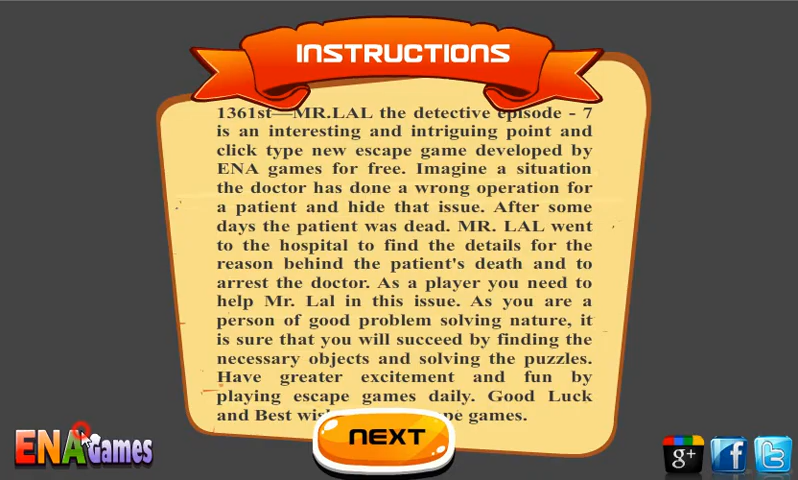 INSTRUCTIONS
1361st—MR.LAL the detective episode - 7
is an interesting and intriguing point and
click type new escape game developed by
ENA games for free. Imagine a situation
the doctor has done a wrong operation for
a patient and hide that issue. After some
days the patient was dead. MR. LAL went
to the hospital to find the details for the
reason behind the patient's death and to
arrest the doctor. As a player you need to
help Mr. Lal in this issue. As you are a
person of good problem solving nature, it
is sure that you will succeed by finding the
necessary objects and solving the puzzles.
Have greater excitement and fun by
playing escape games daily. Good Luck
and Best games.
NEXT
ENA Games
g+ f t